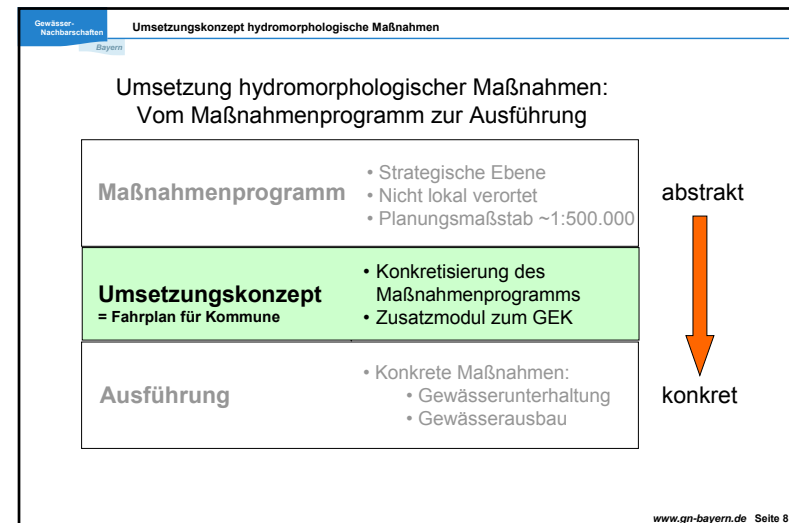 Gewässer-
Nachbarschaften
Bayern
Umsetzungskonzept hydromorphologische Maßnahmen
Umsetzung hydromorphologischer Maßnahmen:
Vom Maßnahmenprogramm zur Ausführung
Maßnahmenprogramm
• Strategische Ebene
• Nicht lokal verortet
• Planungsmaßstab ~1:500.000
abstrakt
Umsetzungskonzept
= Fahrplan für Kommune
• Konkretisierung des
Maßnahmenprogramms
• Zusatzmodul zum GEK
Ausführung
• Konkrete Maßnahmen:
• Gewässerunterhaltung
• Gewässerausbau
konkret
www.gn-bayern.de Seite 8